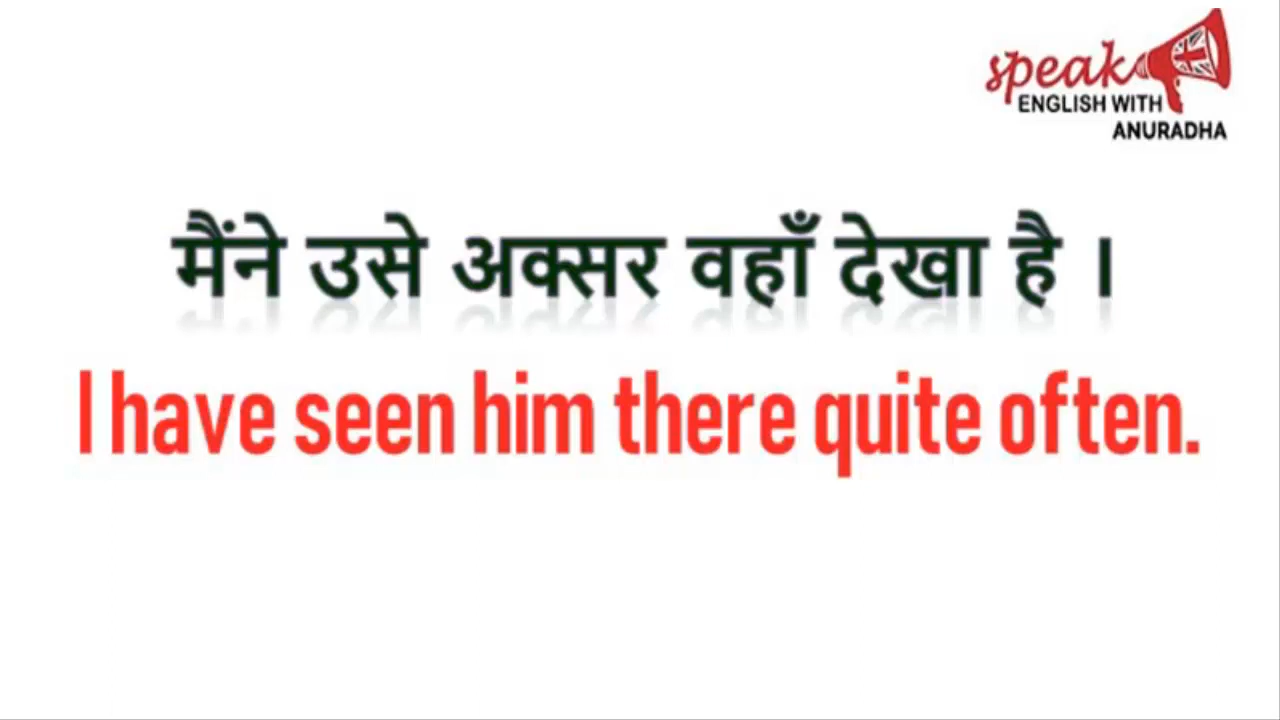 speak
ENGLISH WITH
ANURADHA
मैंने उसे अक्सर वहाँ देखा है ।
I have seen him there quite often.